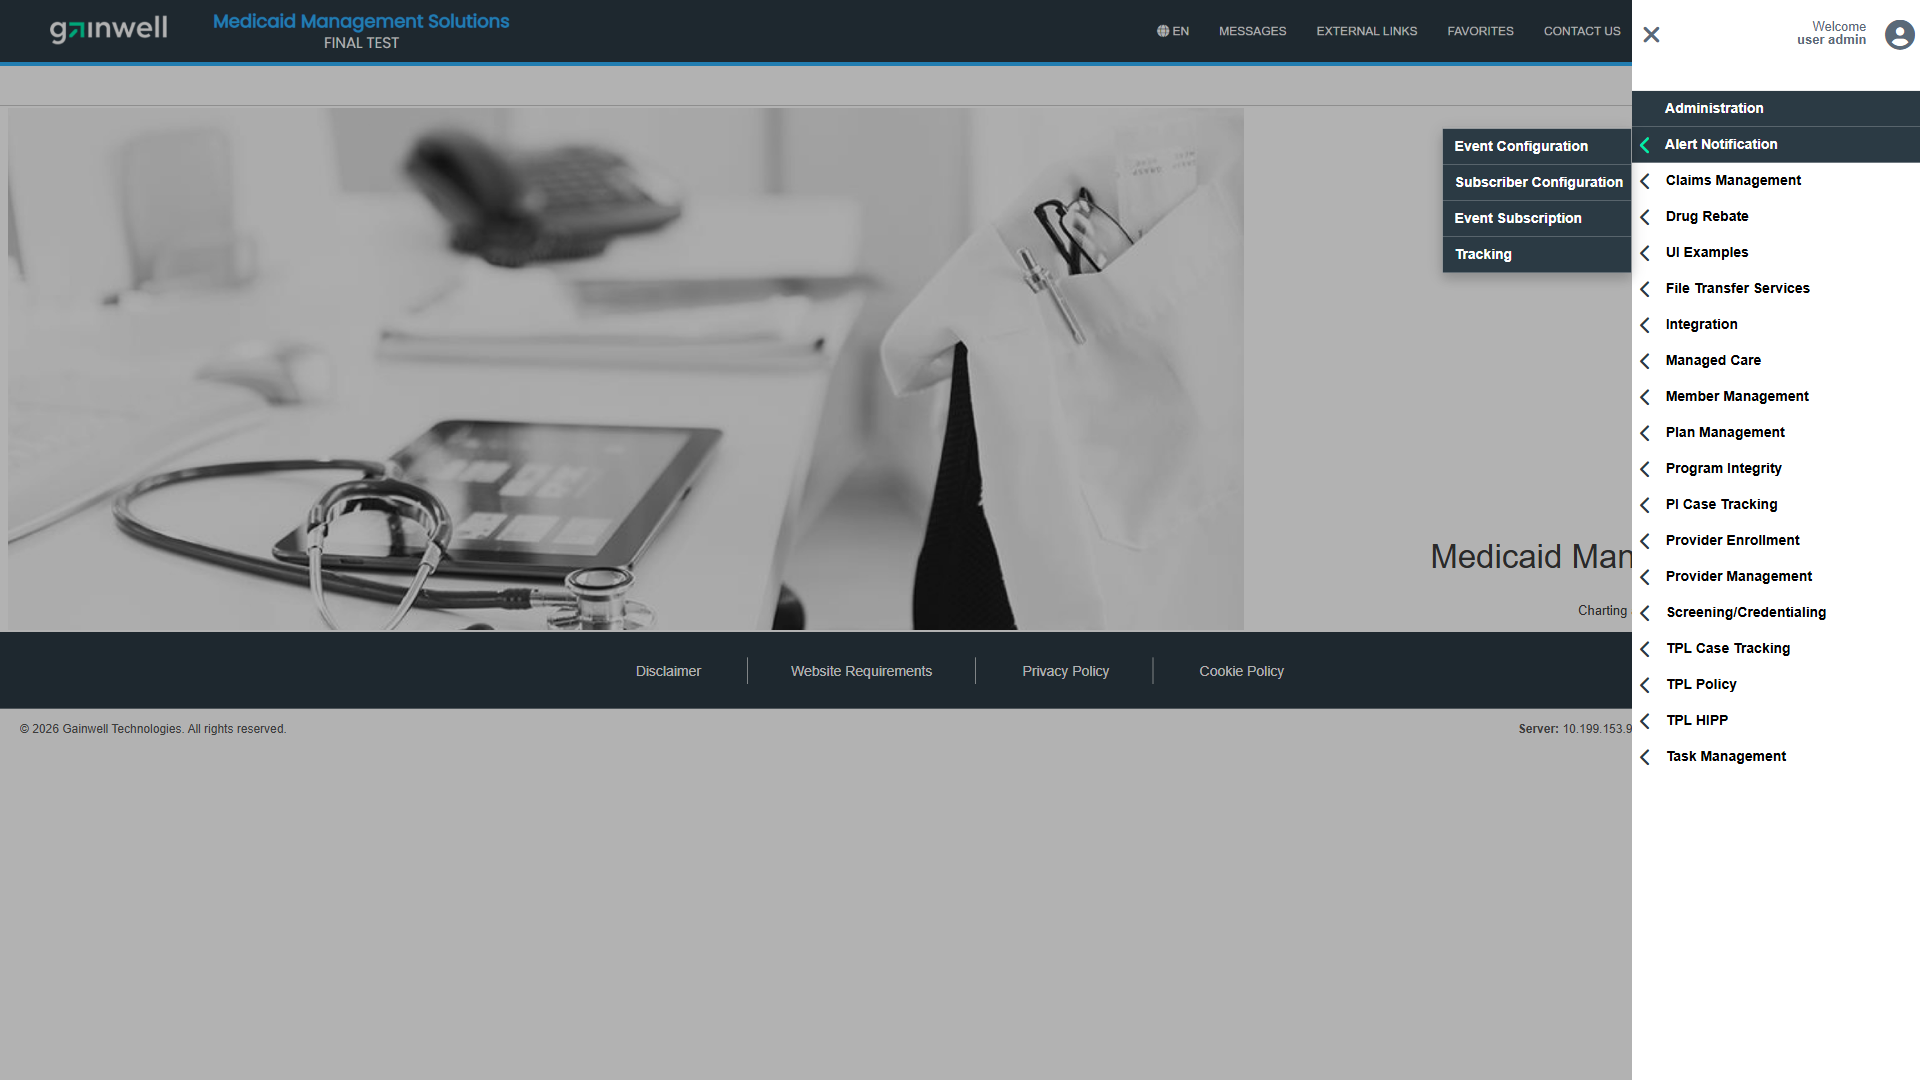 gainwell
Medicaid Management Solutions
FINAL TEST
EN
MESSAGES
EXTERNAL LINKS
FAVORITES
CONTACT US
Welcome
user admin
Administration
Alert Notification
Claims Management
Drug Rebate
UI Examples
File Transfer Services
Integration
Managed Care
Member Management
Plan Management
Program Integrity
PI Case Tracking
Provider Enrollment
Provider Management
Screening/Credentialing
TPL Case Tracking
TPL Policy
TPL HIPP
Task Management
Event Configuration
Subscriber Configuration
Event Subscription
Tracking
Medicaid Man
Charting
Disclaimer
Website Requirements
Privacy Policy
Cookie Policy
© 2026 Gainwell Technologies. All rights reserved.
Server: 10.199.153.9